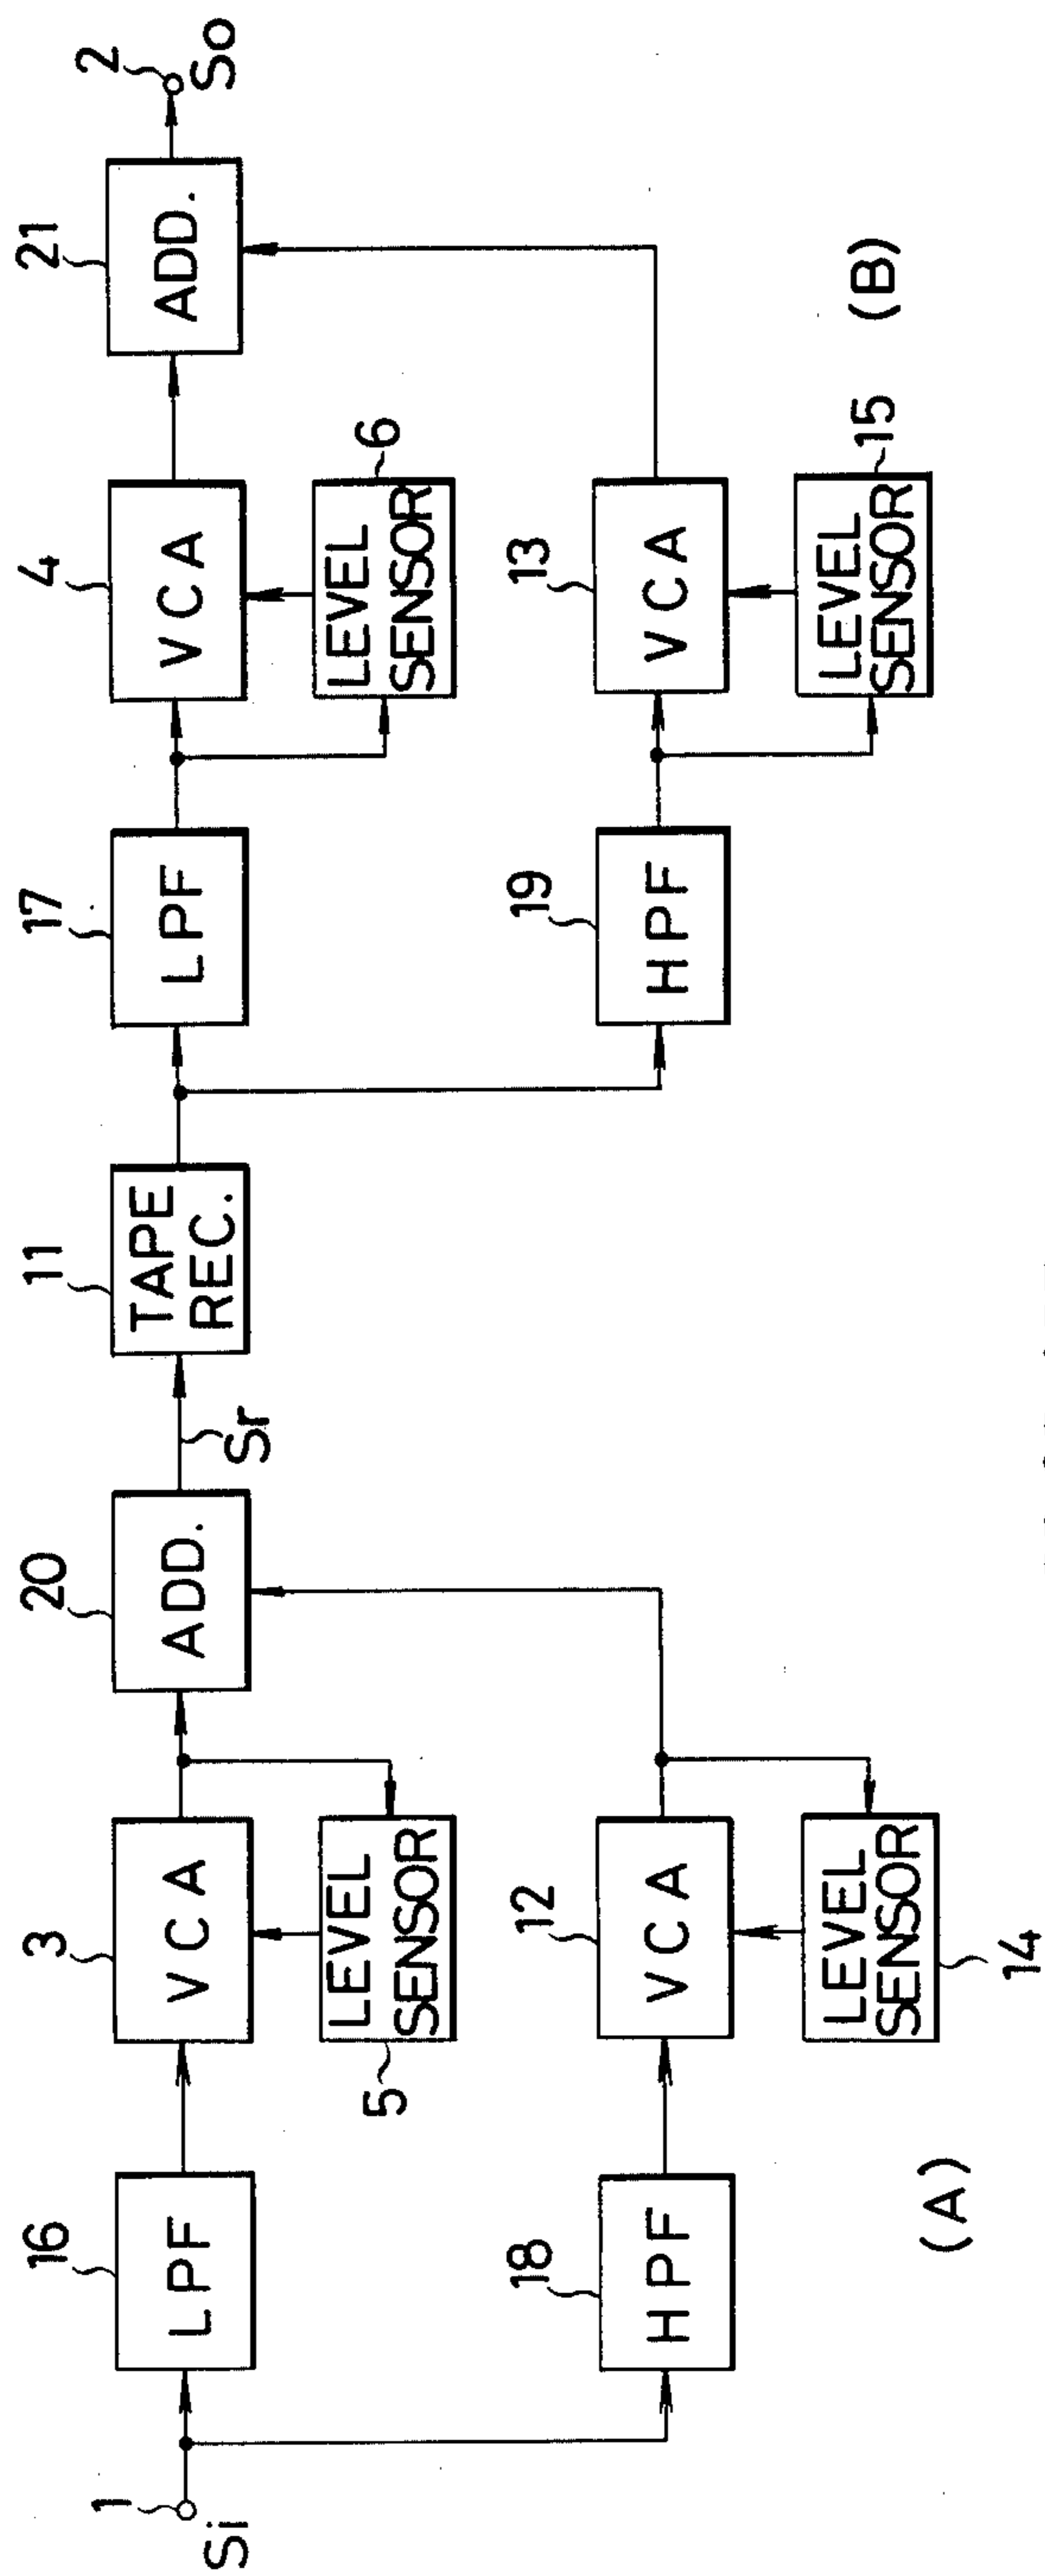 1
Si
16
LPF
3
VCA
5
LEVEL
SENSOR
20
ADD.
Sr
11
TAPE
REC.
17
LPF
4
VCA
6
LEVEL
SENSOR
21
ADD.
2
So
18
HPF
12
VCA
14
LEVEL
SENSOR
19
HPF
13
VCA
15
LEVEL
SENSOR
(A)
(B)